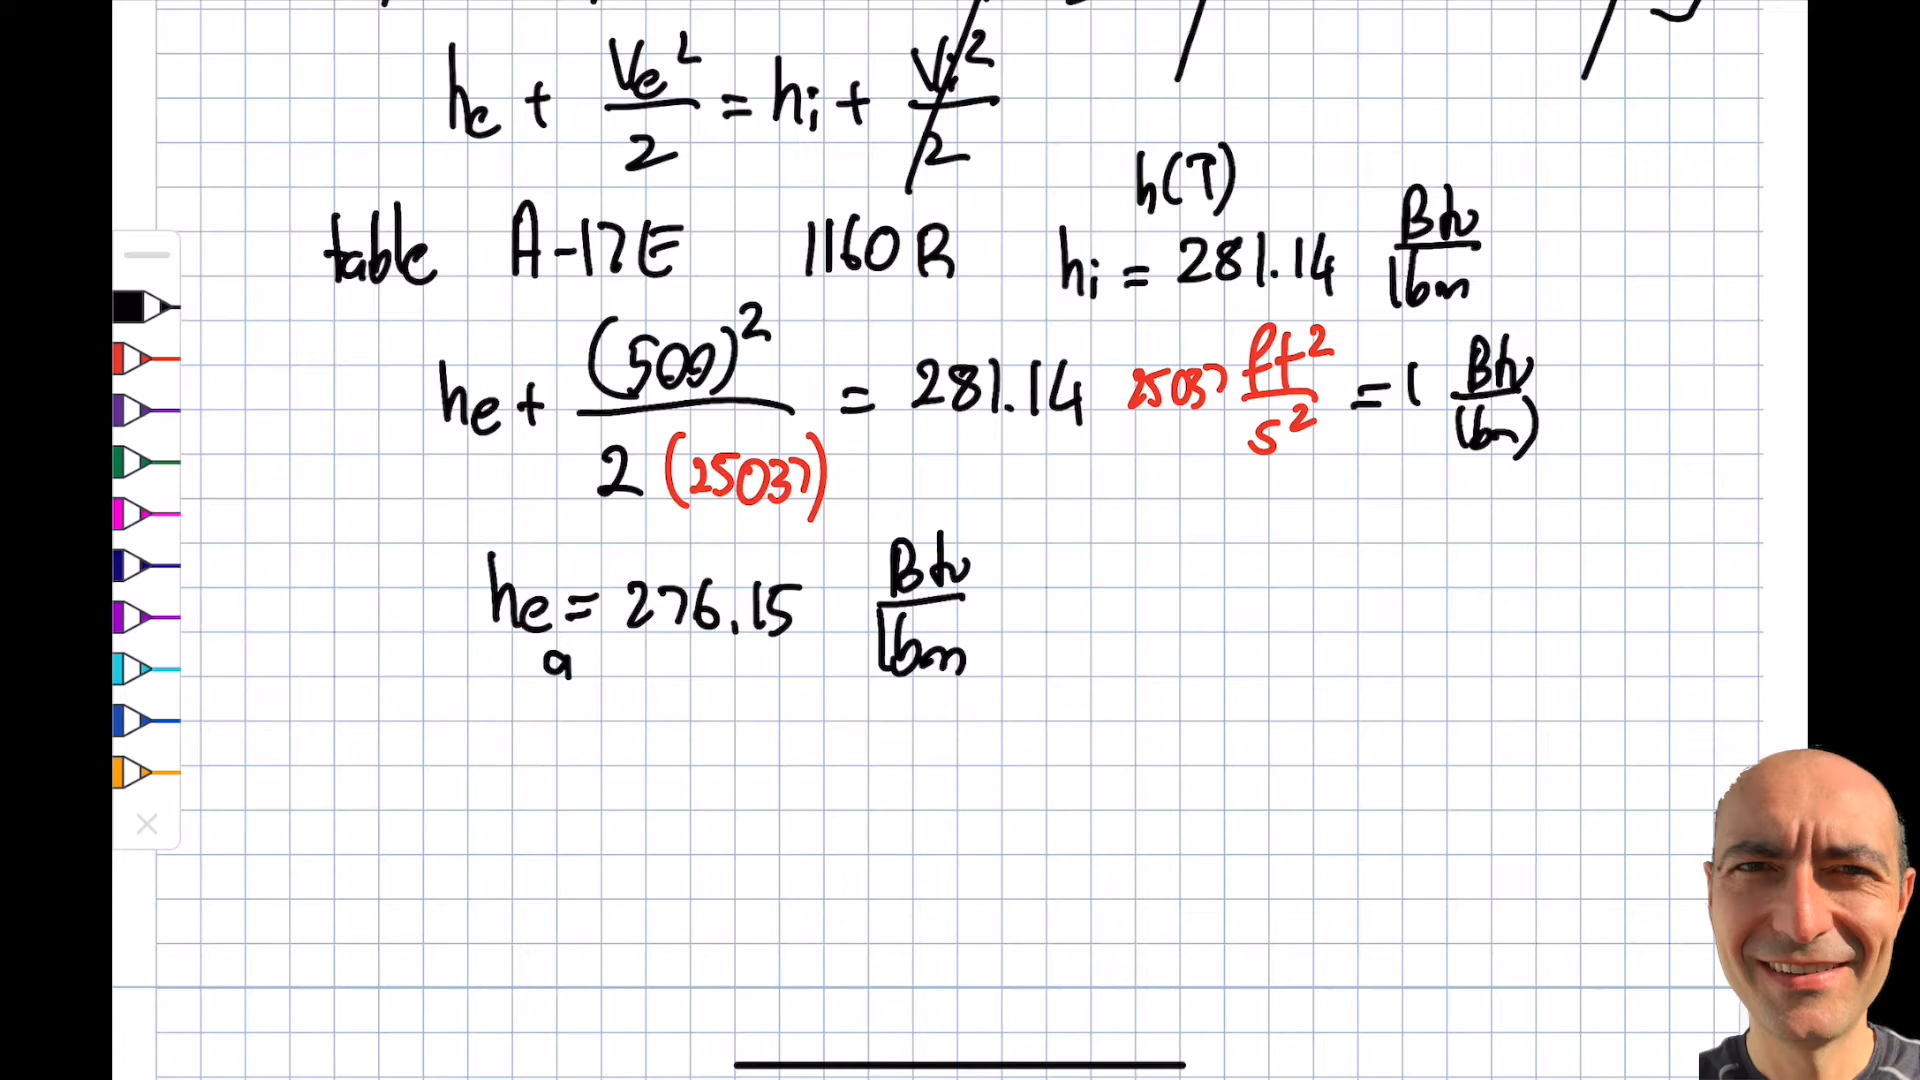 he + Ve²/2 = hi + Vi²/2
h(T)
table A-17E 1160 R hi = 281.14 Btu/lbm
he + (500)²/2 (25037) = 281.14 25037 ft²/s² = 1 Btu/lbm)
he = 276.15 Btu/lbm
a